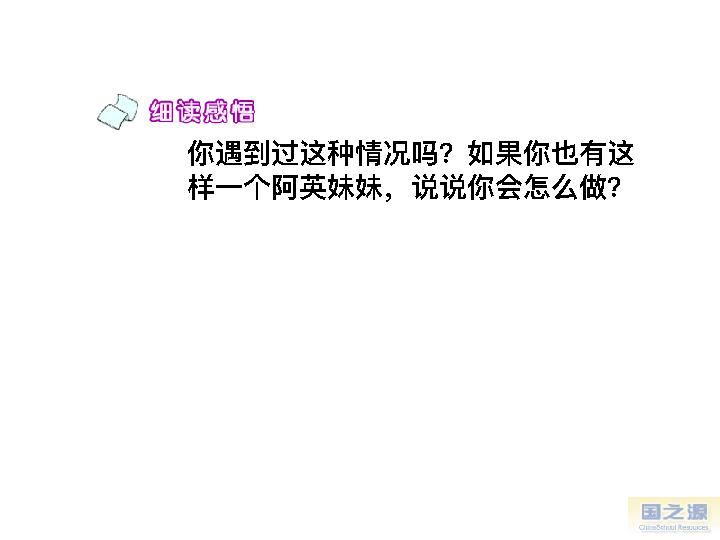 细读感悟
你遇到过这种情况吗？如果你也有这
样一个阿英妹妹，说说你会怎么做？
国之源
ChinaSchool Resources